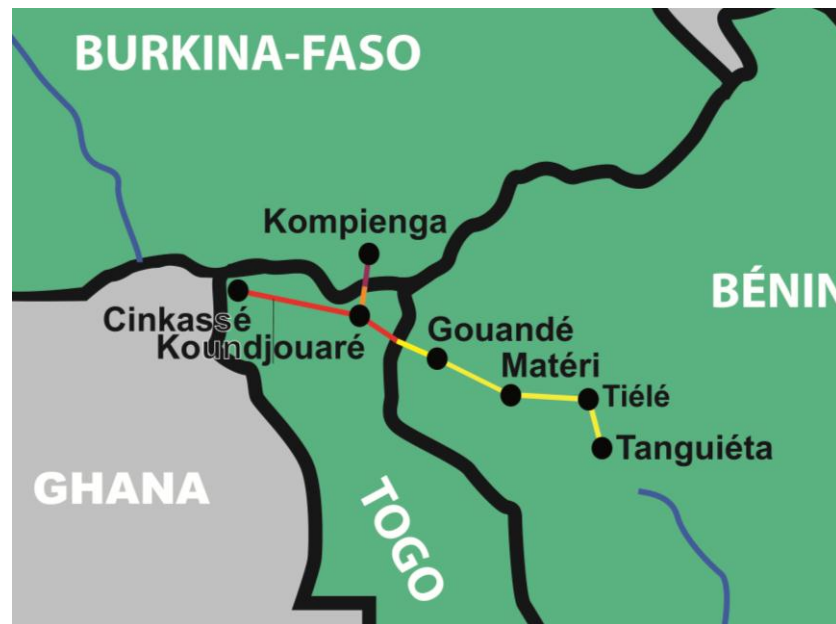 BURKINA-FASO
Kompienga
BÉNIN
Cinkassé
Koundjouaré
Gouandé
Matéri
Tiélé
Tanguiéta
GHANA
TOGO